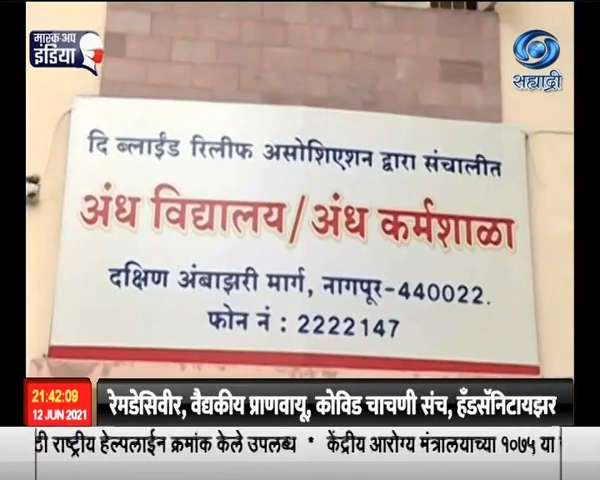 मास्क अप
इंडिया
सह्याद्री
दि ब्लाईंड रिलीफ असोशिएशन द्वारा संचालीत
अंध विद्यालय/अंध कर्मशाळा
दक्षिण अंबाझरी मार्ग, नागपूर-440022.
फोन नं : 2222147
21:42:09
12 JUN 2021
रेमडेसिवीर, वैद्यकीय प्राणवायू, कोविड चाचणी संच, हँडसॅनिटायझर
राष्ट्रीय हेल्पलाईन क्रमांक केले उपलब्ध * केंद्रीय आरोग्य मंत्रालयाच्या १०७५ या